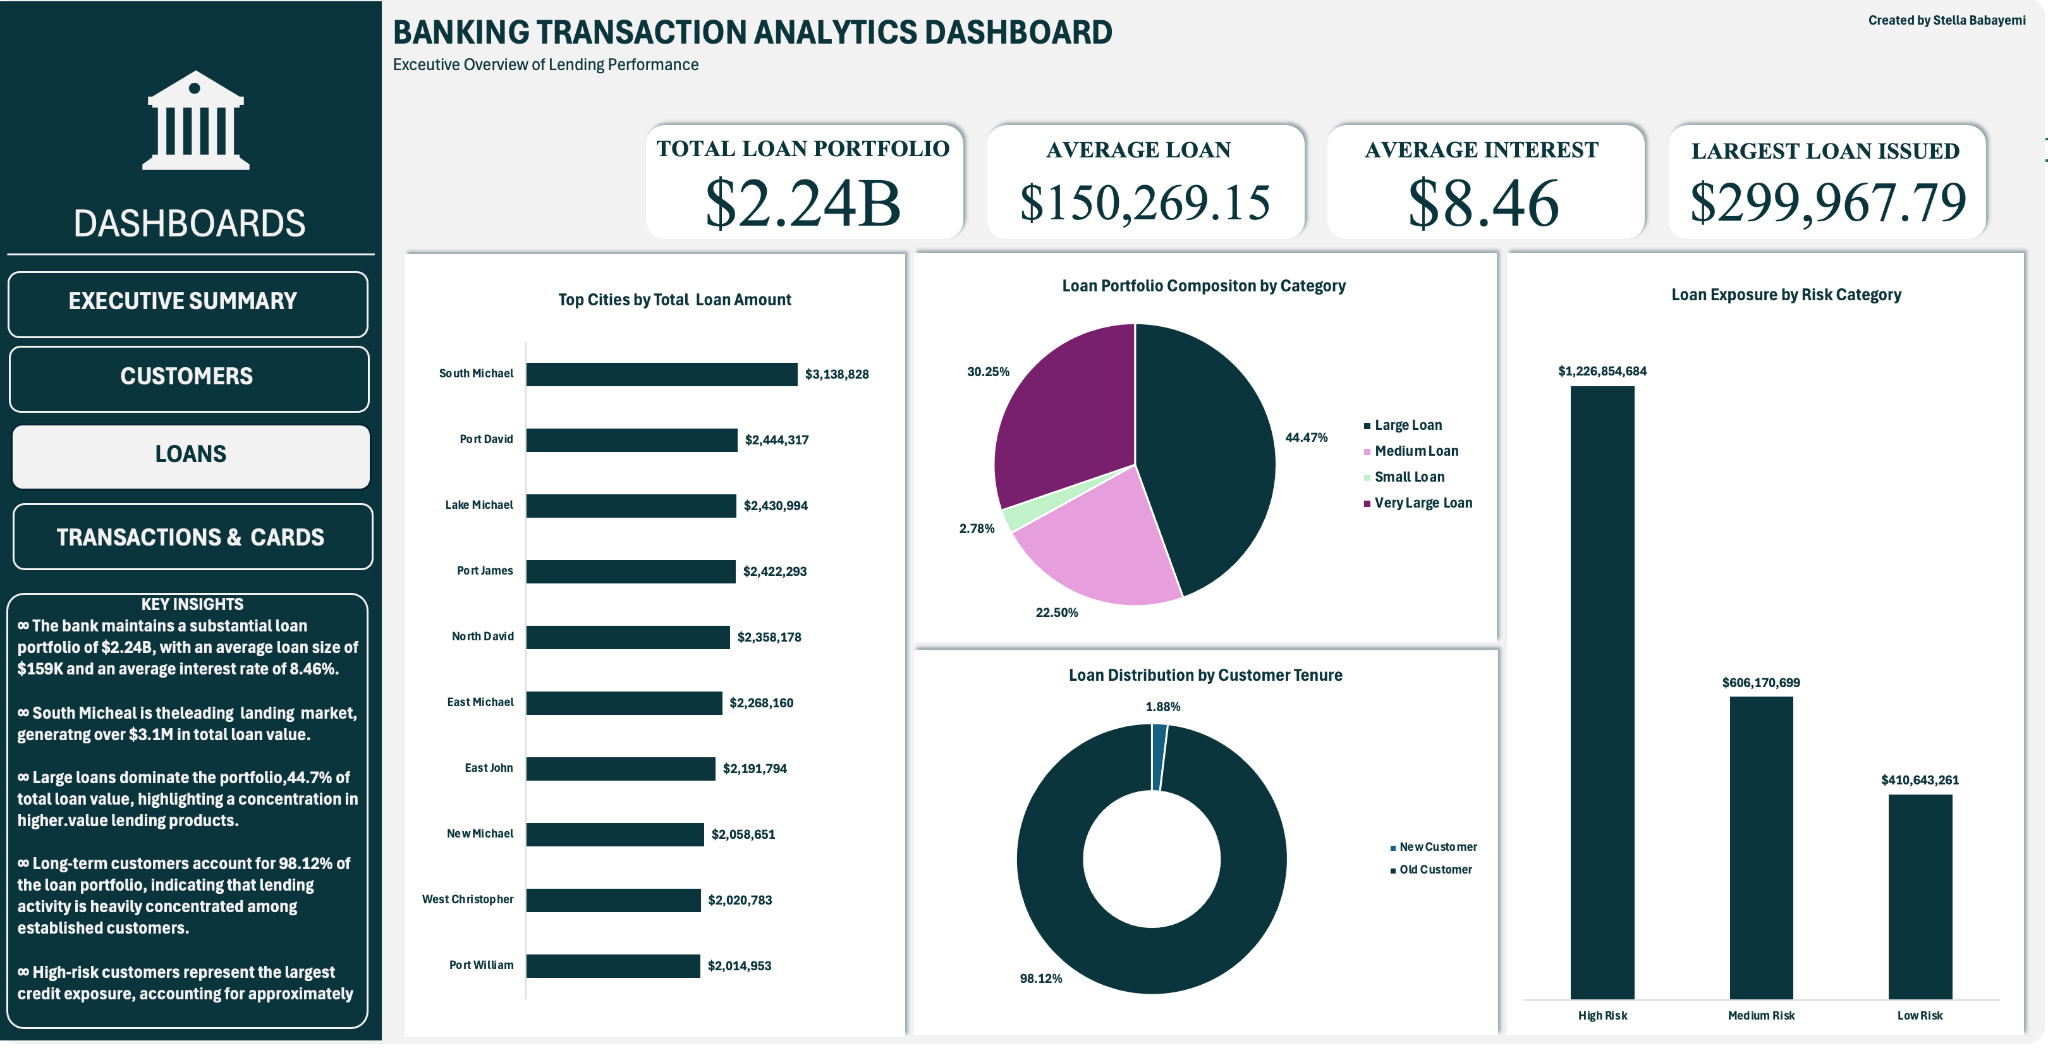 BANKING TRANSACTION ANALYTICS DASHBOARD
Excecutive Overview of Lending Performance
Created by Stella Babayemi
DASHBOARDS
EXECUTIVE SUMMARY
CUSTOMERS
LOANS
TRANSACTIONS & CARDS
KEY INSIGHTS
∞ The bank maintains a substantial loan
portfolio of $2.24B, with an average loan size of
$159K and an average interest rate of 8.46%.
∞ South Micheal is theleading landing market,
generatng over $3.1M in total loan value.
∞ Large loans dominate the portfolio,44.7% of
total loan value, highlighting a concentration in
higher.value lending products.
∞ Long-term customers account for 98.12% of
the loan portfolio, indicating that lending
activity is heavily concentrated among
established customers.
∞ High-risk customers represent the largest
credit exposure, accounting for approximately
TOTAL LOAN PORTFOLIO
$2.24B
AVERAGE LOAN
$150,269.15
AVERAGE INTEREST
$8.46
LARGEST LOAN ISSUED
$299,967.79
Top Cities by Total Loan Amount
South Michael $3,138,828
Port David $2,444,317
Lake Michael $2,430,994
Port James $2,422,293
North David $2,358,178
East Michael $2,268,160
East John $2,191,794
New Michael $2,058,651
West Christopher $2,020,783
Port William $2,014,953
Loan Portfolio Compositon by Category
30.25%
44.47%
2.78%
22.50%
Large Loan
Medium Loan
Small Loan
Very Large Loan
Loan Distribution by Customer Tenure
1.88%
98.12%
New Customer
Old Customer
Loan Exposure by Risk Category
$1,226,854,684
$606,170,699
$410,643,261
High Risk
Medium Risk
Low Risk